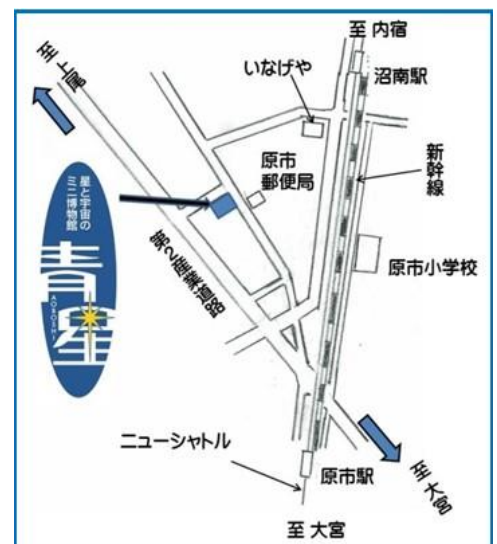 至 内宿
至 上尾
いなげや
沼南駅
新幹線
原市
郵便局
星と宇宙の
ミニ博物館
青星
AOBOSHI
第2産業道路
原市小学校
ニューシャトル
原市駅
至 大宮
至 大宮